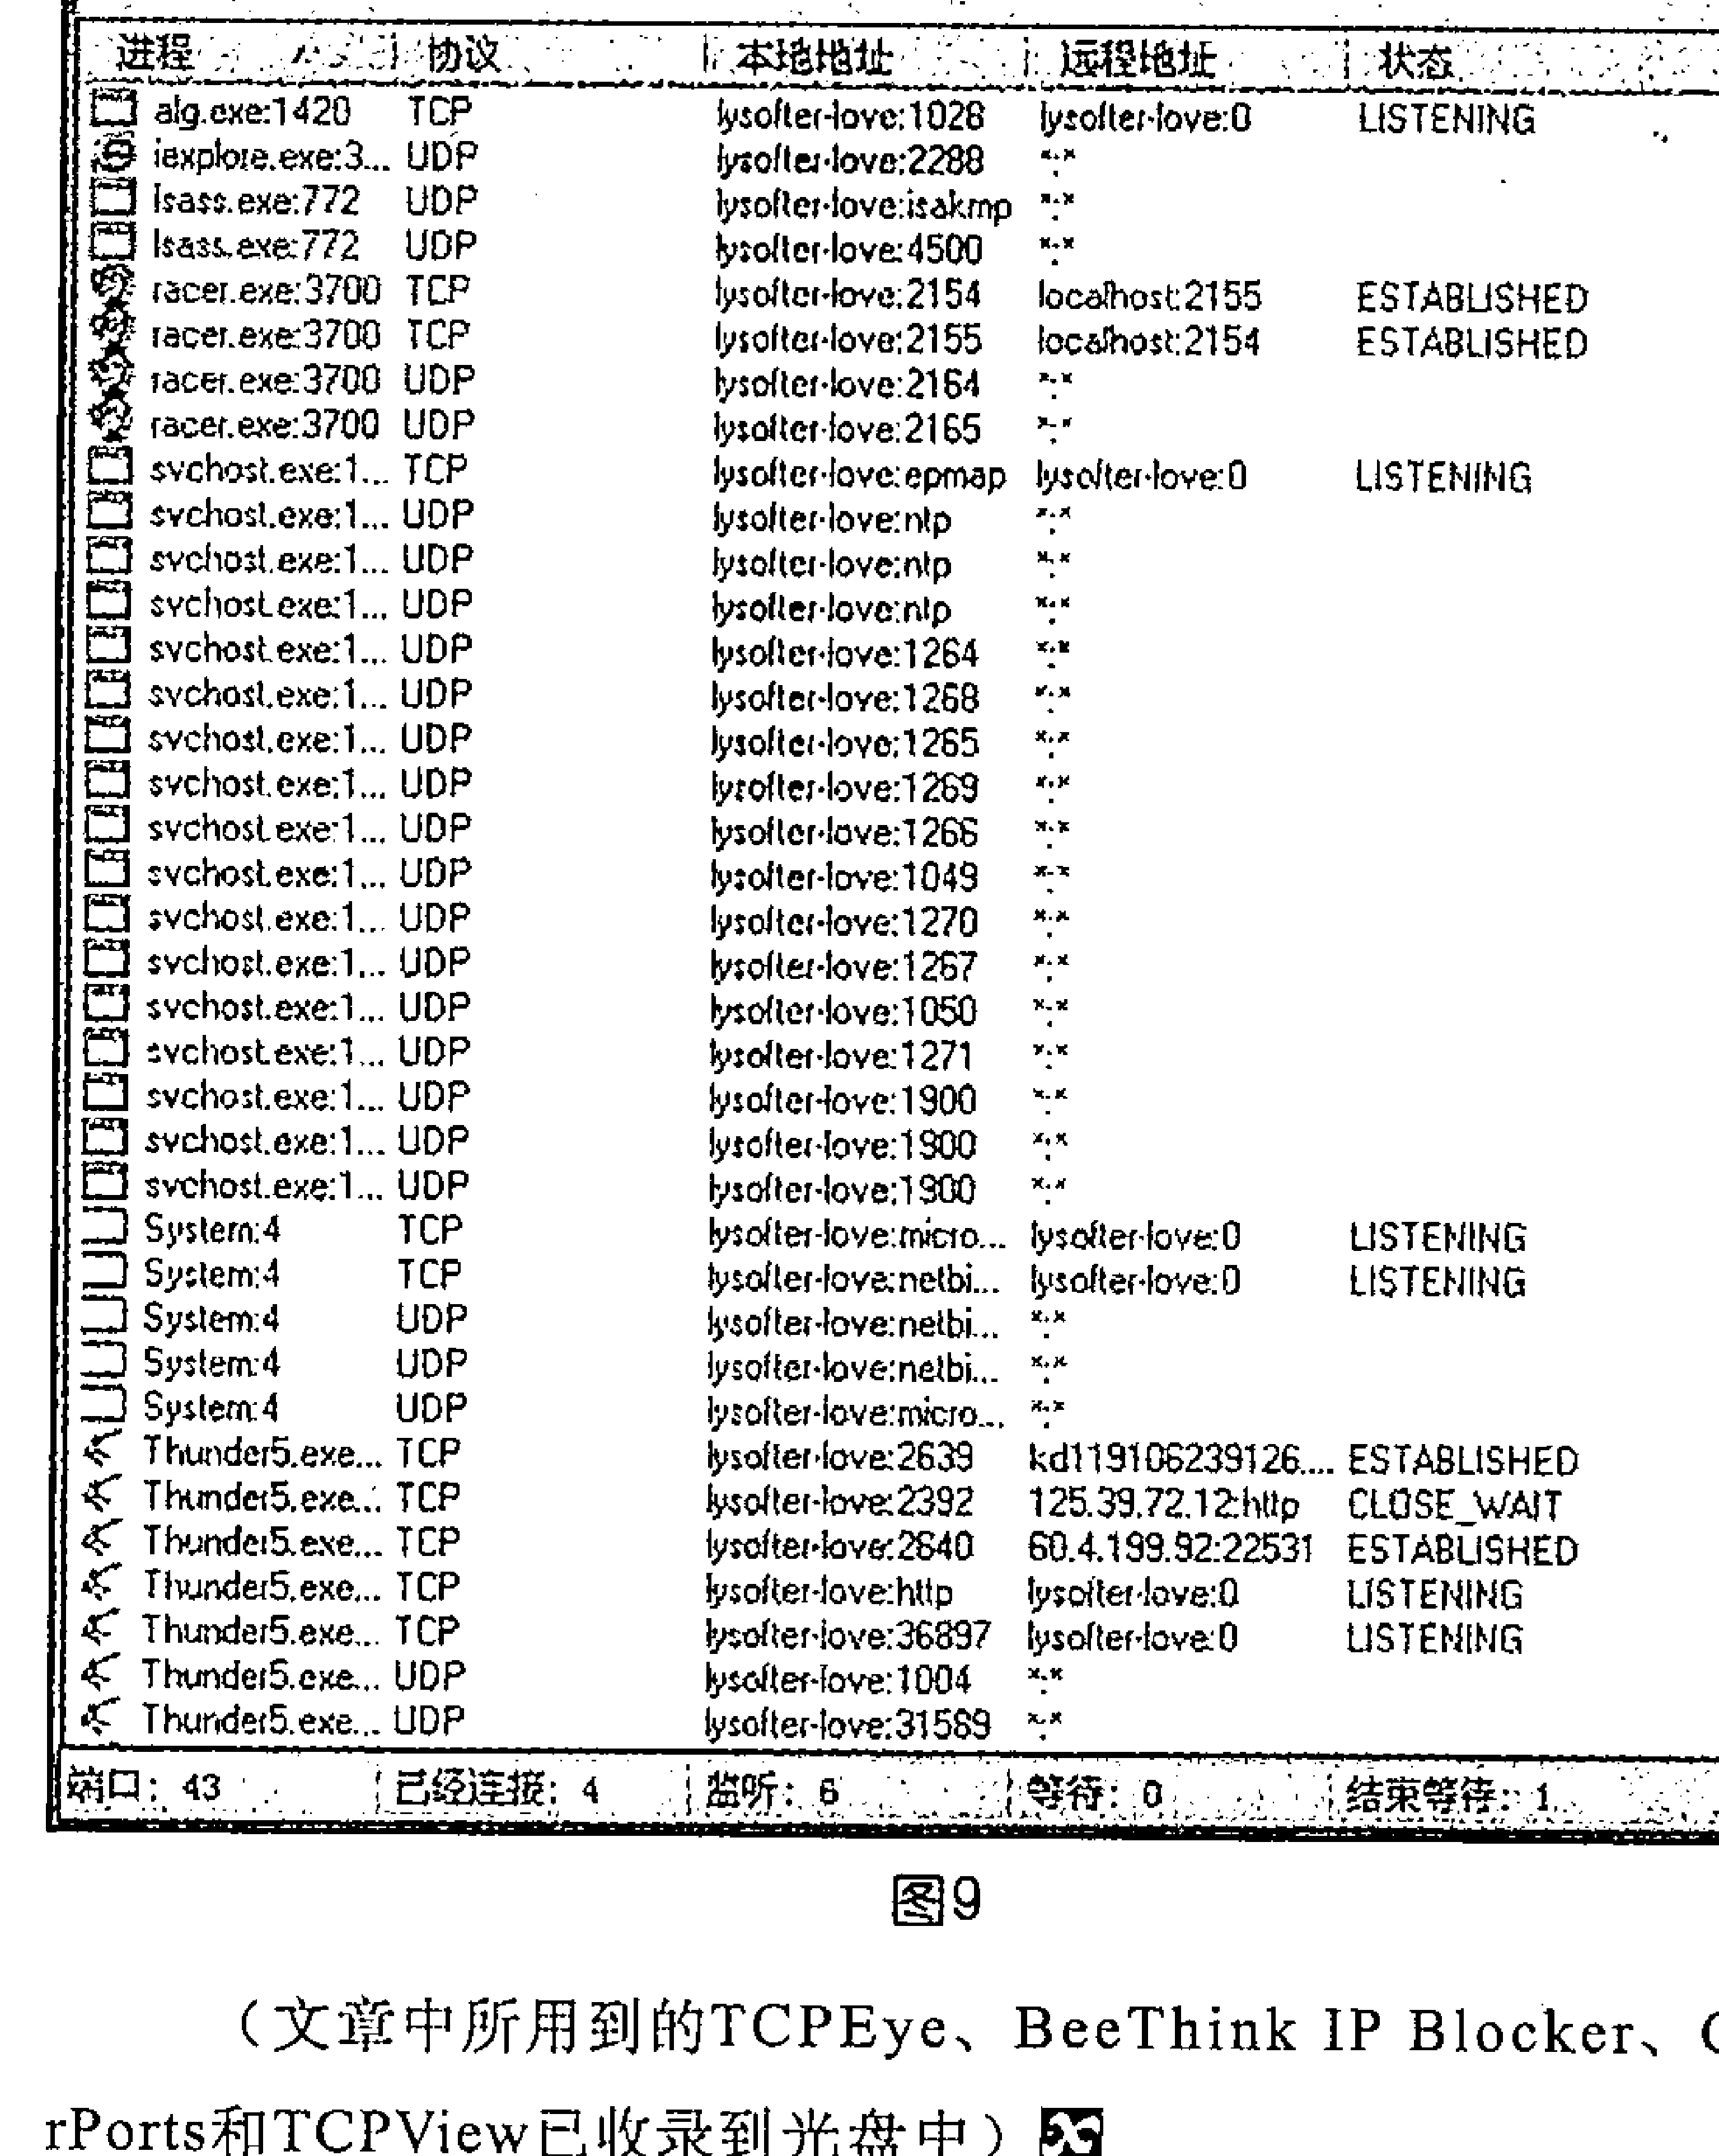 进程 协议 本地地址 远程地址 状态
alg.exe:1420 TCP lysofter-love:1028 lysofter-love:0 LISTENING
iexplore.exe:3... UDP lysofter-love:2288 *:*
lsass.exe:772 UDP lysofter-love:isakmp *:*
lsass.exe:772 UDP lysofter-love:4500 *:*
racer.exe:3700 TCP lysofter-love:2154 localhost:2155 ESTABLISHED
racer.exe:3700 TCP lysofter-love:2155 localhost:2154 ESTABLISHED
racer.exe:3700 UDP lysofter-love:2164 *:*
racer.exe:3700 UDP lysofter-love:2165 *:*
svchost.exe:1... TCP lysofter-love:epmap lysofter-love:0 LISTENING
svchost.exe:1... UDP lysofter-love:ntp *:*
svchost.exe:1... UDP lysofter-love:ntp *:*
svchost.exe:1... UDP lysofter-love:ntp *:*
svchost.exe:1... UDP lysofter-love:1264 *:*
svchost.exe:1... UDP lysofter-love:1268 *:*
svchost.exe:1... UDP lysofter-love:1265 *:*
svchost.exe:1... UDP lysofter-love:1269 *:*
svchost.exe:1... UDP lysofter-love:1266 *:*
svchost.exe:1... UDP lysofter-love:1049 *:*
svchost.exe:1... UDP lysofter-love:1270 *:*
svchost.exe:1... UDP lysofter-love:1267 *:*
svchost.exe:1... UDP lysofter-love:1050 *:*
svchost.exe:1... UDP lysofter-love:1271 *:*
svchost.exe:1... UDP lysofter-love:1900 *:*
svchost.exe:1... UDP lysofter-love:1900 *:*
svchost.exe:1... UDP lysofter-love:1900 *:*
System:4 TCP lysofter-love:micro... lysofter-love:0 LISTENING
System:4 TCP lysofter-love:netbi... lysofter-love:0 LISTENING
System:4 UDP lysofter-love:netbi... *:*
System:4 UDP lysofter-love:netbi... *:*
System:4 UDP lysofter-love:micro... *:*
Thunder5.exe... TCP lysofter-love:2639 kd119106239126.... ESTABLISHED
Thunder5.exe... TCP lysofter-love:2392 125.39.72.12:http CLOSE_WAIT
Thunder5.exe... TCP lysofter-love:2640 60.4.199.92:22531 ESTABLISHED
Thunder5.exe... TCP lysofter-love:http lysofter-love:0 LISTENING
Thunder5.exe... TCP lysofter-love:36897 lysofter-love:0 LISTENING
Thunder5.exe... UDP lysofter-love:1004 *:*
Thunder5.exe... UDP lysofter-love:31589 *:*
端口: 43 已经连接: 4 监听: 6 等待: 0 结束等待: 1
图9
（文章中所用到的TCPEye、BeeThink IP Blocker、C
rPorts和TCPView已收录到光盘中）